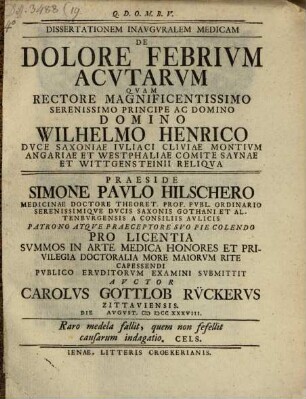 Q. D. O. M. B. V.
DISSERTATIONEM INAVGVRALEM MEDICAM
DE
DOLORE FEBRIVM
ACVTARVM
QVAM
RECTORE MAGNIFICENTISSIMO
SERENISSIMO PRINCIPE AC DOMINO
DOMINO
WILHELMO HENRICO
DVCE SAXONIAE IVLIACI CLIVIAE MONTIVM
ANGARIAE ET WESTPHALIAE COMITE SAYNAE
ET WITTGENSTEINII RELIQVA
PRAESIDE
SIMONE PAVLO HILSCHERO
MEDICINAE DOCTORE THEORET. PROF. PVBL. ORDINARIO
SERENISSIMIQVE DVCIS SAXONIS GOTHANI ET AL-
TENBVRGENSIS A CONSILIIS AVLICIS
PATRONO ATQVE PRAECEPTORE SVO PIE COLENDO
PRO LICENTIA
SVMMOS IN ARTE MEDICA HONORES ET PRI-
VILEGIA DOCTORALIA MORE MAIORVM RITE
CAPESSENDI
PVBLICO ERVDITORVM EXAMINI SVBMITTIT
AVCTOR
CAROLVS GOTTLOB RÜCKERVS
ZITTAVIENSIS.
DIE AVGVST. CIƆ IƆCC XXXVIII.
Raro medela fallit, quem non fefellit
causarum indagatio. CELS.
IENAE, LITTERIS CROEKERIANIS.